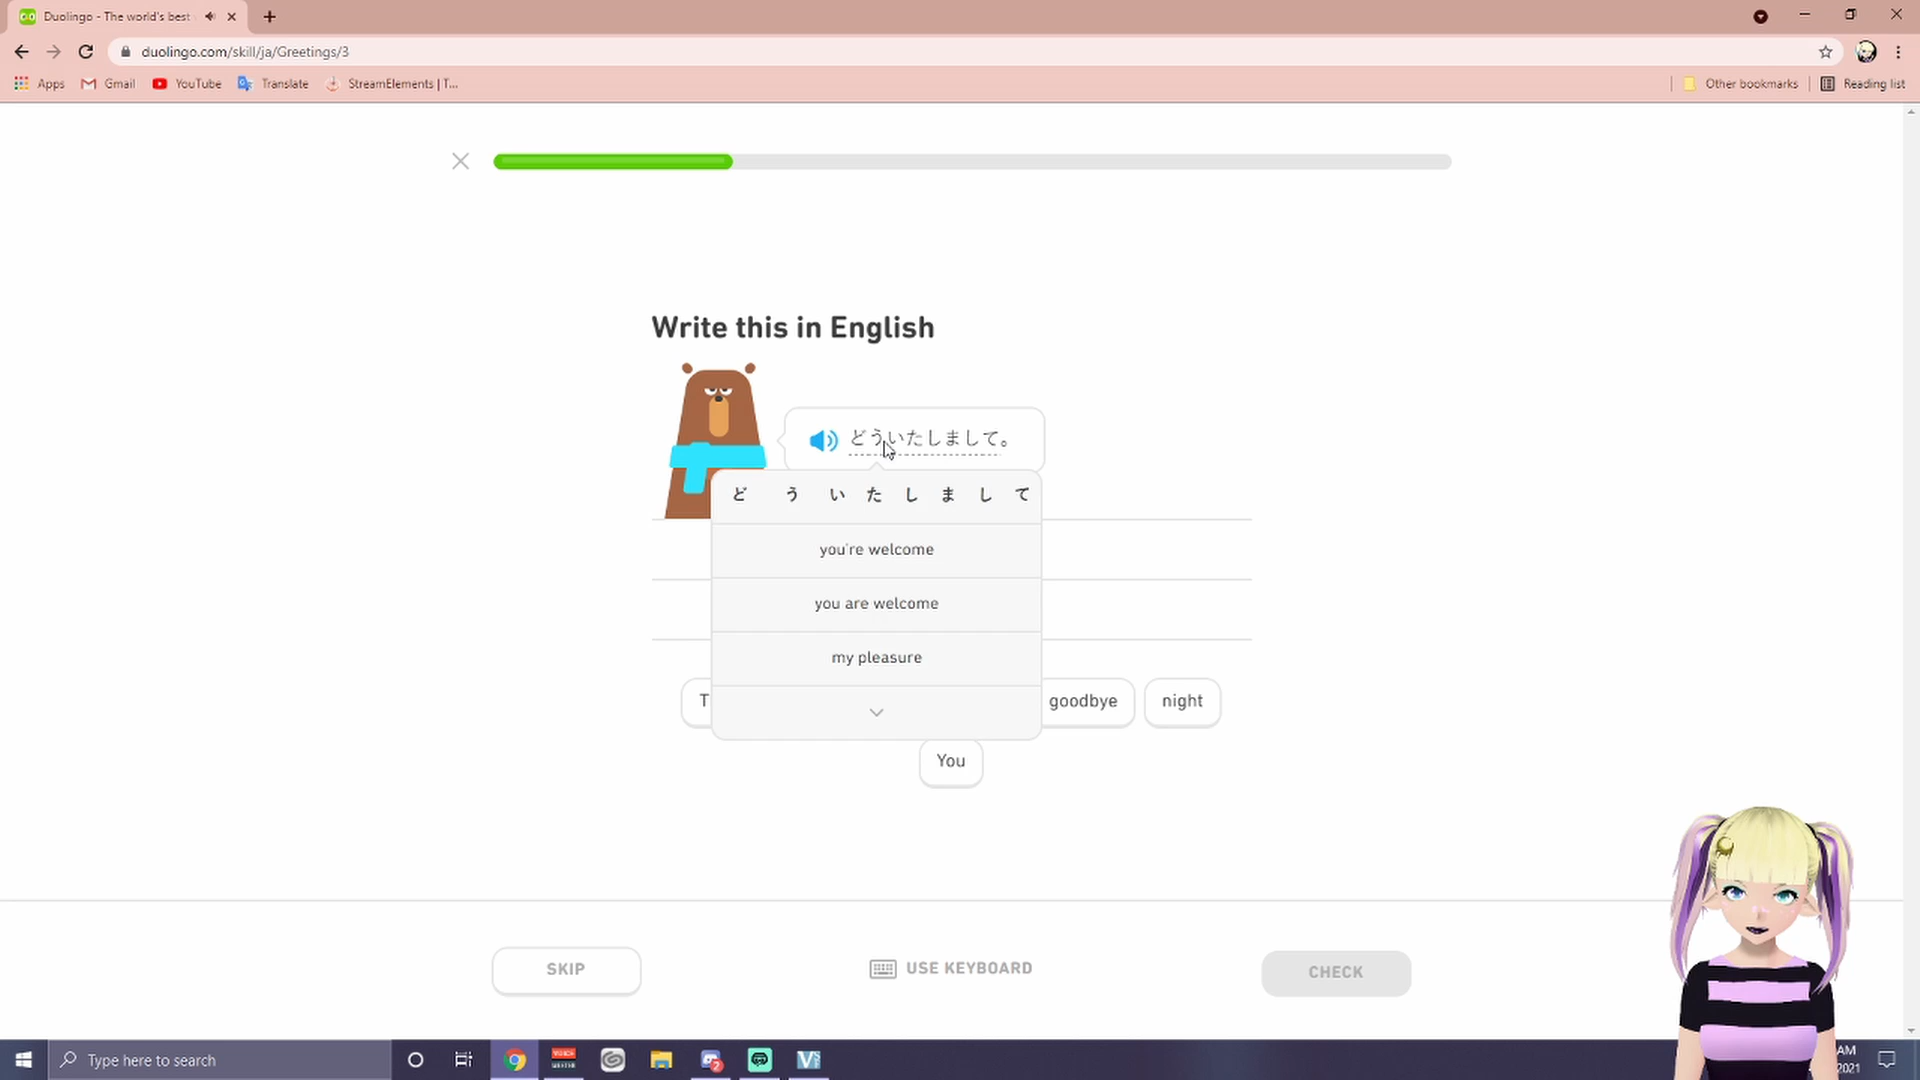 Duolingo - The world's best
duolingo.com/skill/ja/Greetings/3
Apps Gmail YouTube Translate StreamElements | T... Other bookmarks Reading list
Write this in English
どういたしまして。
どういたしまして
you're welcome
you are welcome
my pleasure
T goodbye night
You
SKIP USE KEYBOARD CHECK
Type here to search
AM
2021